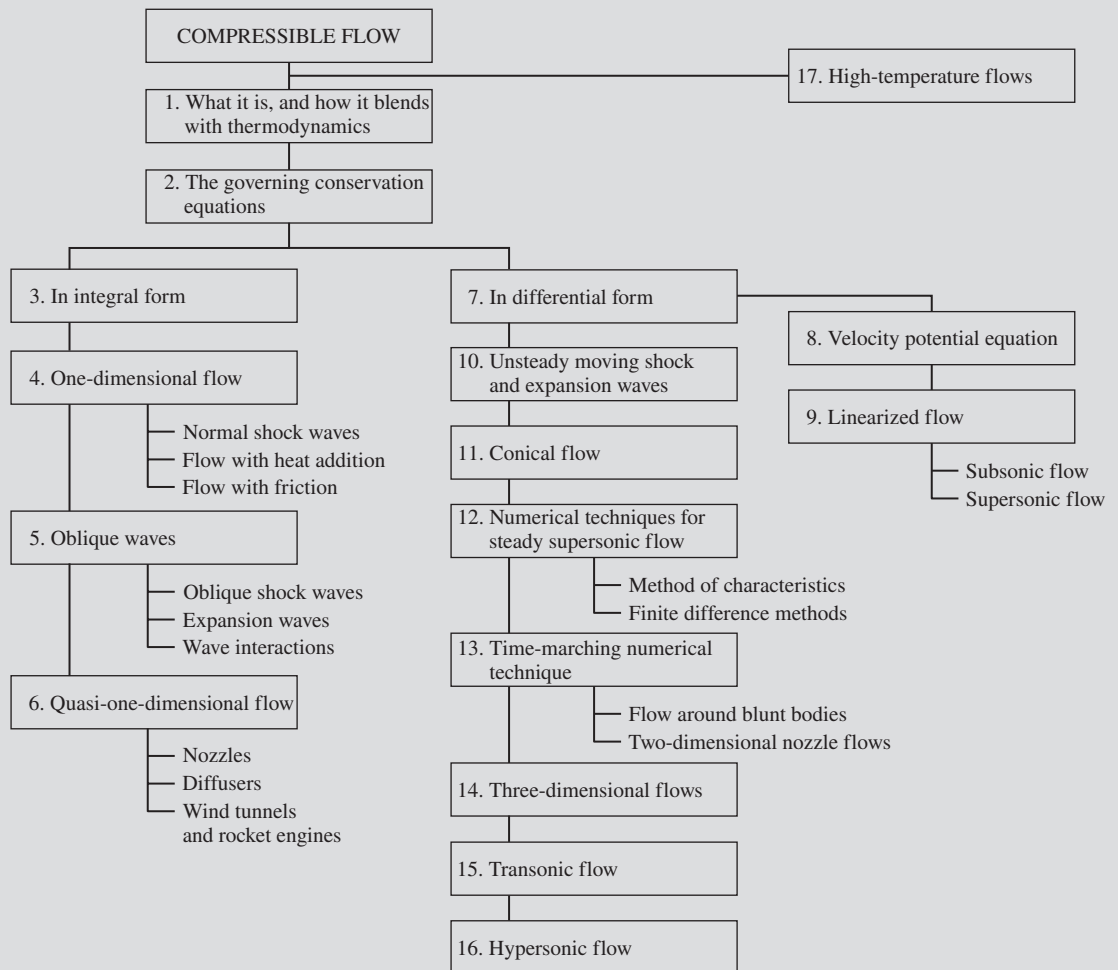 COMPRESSIBLE FLOW
17. High-temperature flows
1. What it is, and how it blends
with thermodynamics
2. The governing conservation
equations
3. In integral form
4. One-dimensional flow
Normal shock waves
Flow with heat addition
Flow with friction
5. Oblique waves
Oblique shock waves
Expansion waves
Wave interactions
6. Quasi-one-dimensional flow
Nozzles
Diffusers
Wind tunnels
and rocket engines
7. In differential form
10. Unsteady moving shock
and expansion waves
11. Conical flow
12. Numerical techniques for
steady supersonic flow
Method of characteristics
Finite difference methods
13. Time-marching numerical
technique
Flow around blunt bodies
Two-dimensional nozzle flows
14. Three-dimensional flows
15. Transonic flow
16. Hypersonic flow
8. Velocity potential equation
9. Linearized flow
Subsonic flow
Supersonic flow